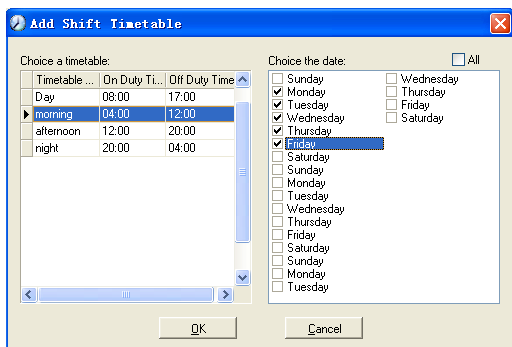 Add Shift Timetable
Choice a timetable:
Timetable ... On Duty Ti... Off Duty Time
Day 08:00 17:00
morning 04:00 12:00
afternoon 12:00 20:00
night 20:00 04:00
Choice the date:
All
Sunday
Monday
Tuesday
Wednesday
Thursday
Friday
Saturday
Sunday
Monday
Tuesday
Wednesday
Thursday
Friday
Saturday
Sunday
Monday
Tuesday
Wednesday
Thursday
Friday
Saturday
OK
Cancel